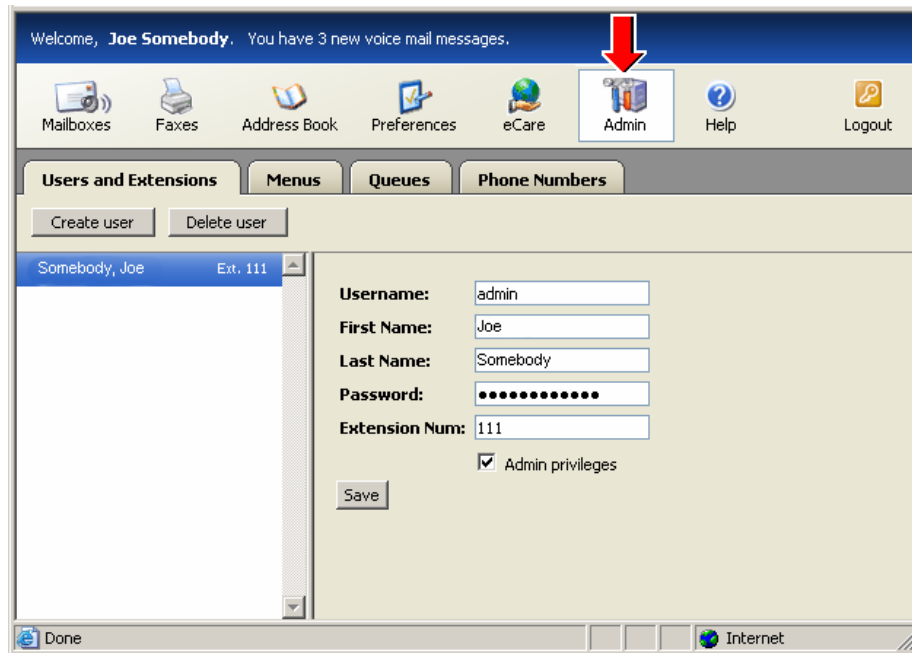 Welcome, Joe Somebody. You have 3 new voice mail messages.
Mailboxes Faxes Address Book Preferences eCare Admin Help Logout
Users and Extensions Menus Queues Phone Numbers
Create user Delete user
Somebody, Joe Ext. 111
Username: admin
First Name: Joe
Last Name: Somebody
Password: ●●●●●●●●●●●●
Extension Num: 111
Admin privileges
Save
Done Internet